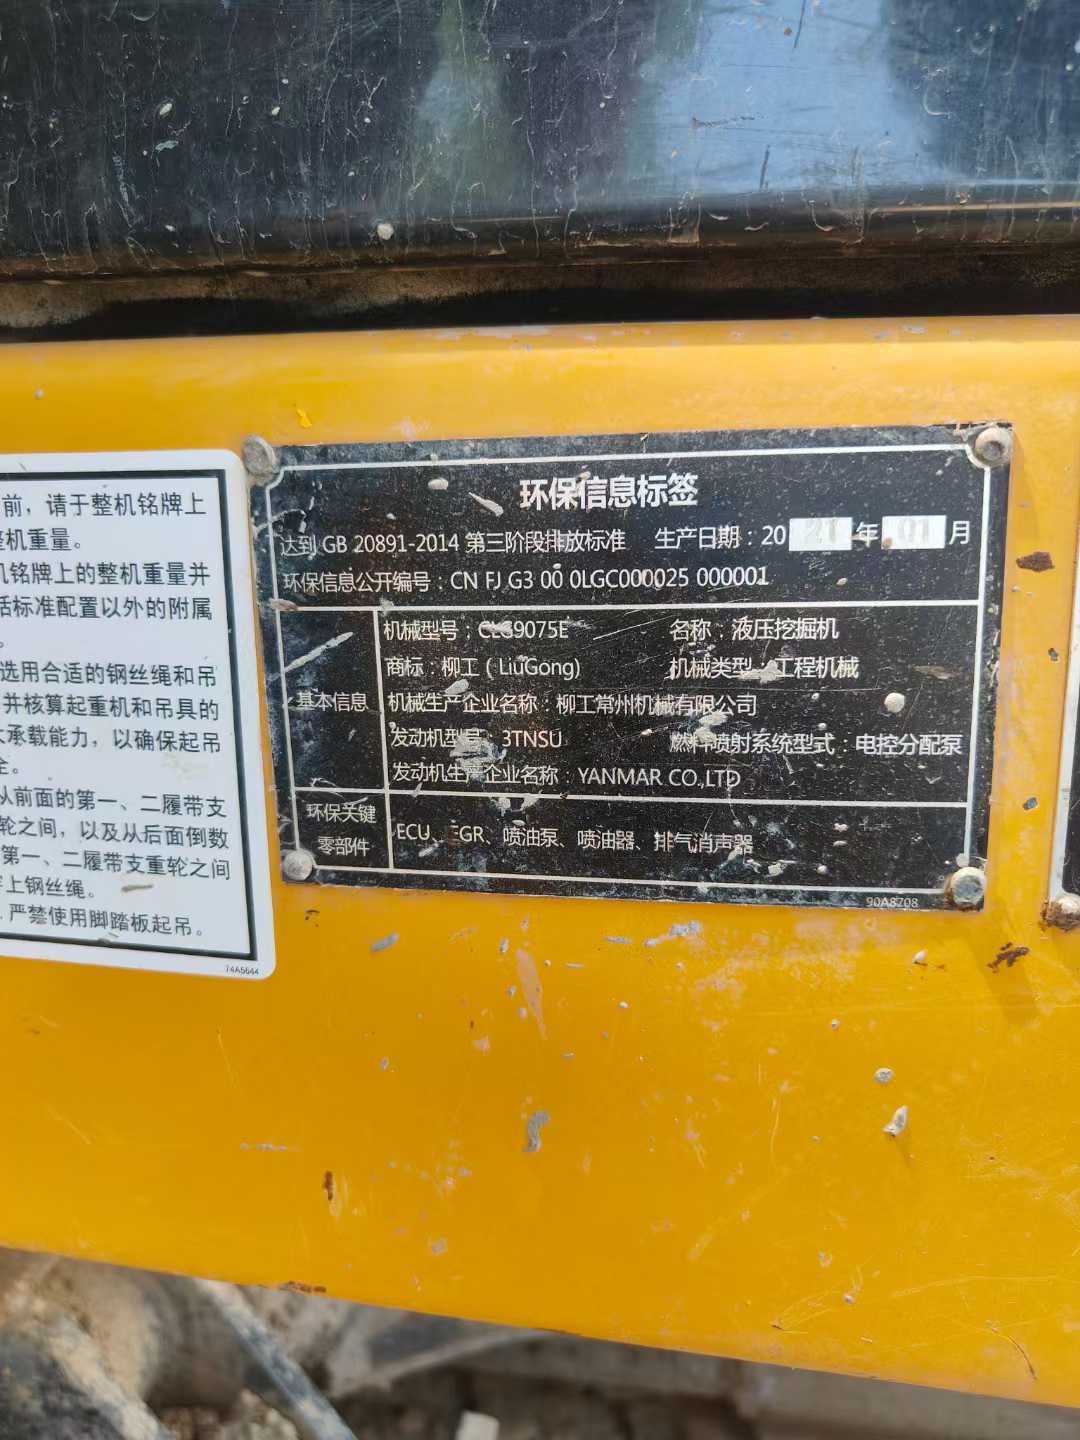 前，请于整机铭牌上
整机重量。
机铭牌上的整机重量并
括标准配置以外的附属
选用合适的钢丝绳和吊
并核算起重机和吊具的
大承载能力，以确保起吊
全。
从前面的第一、二履带支
轮之间，以及从后面倒数
第一、二履带支重轮之间
穿上钢丝绳。
严禁使用脚踏板起吊。
74A5644
环保信息标签
达到 GB 20891-2014 第三阶段排放标准 生产日期：20 21 年 01 月
环保信息公开编号：CN FJ G3 00 0LGC000025 000001
基本信息
机械型号：CLG9075E 名称：液压挖掘机
商标：柳工（LiuGong) 机械类型：工程机械
机械生产企业名称：柳工常州机械有限公司
发动机型号：3TNSU 燃料喷射系统型式：电控分配泵
发动机生产企业名称：YANMAR CO.,LTD
环保关键
零部件
ECU、EGR、喷油泵、喷油器、排气消声器
90A8708